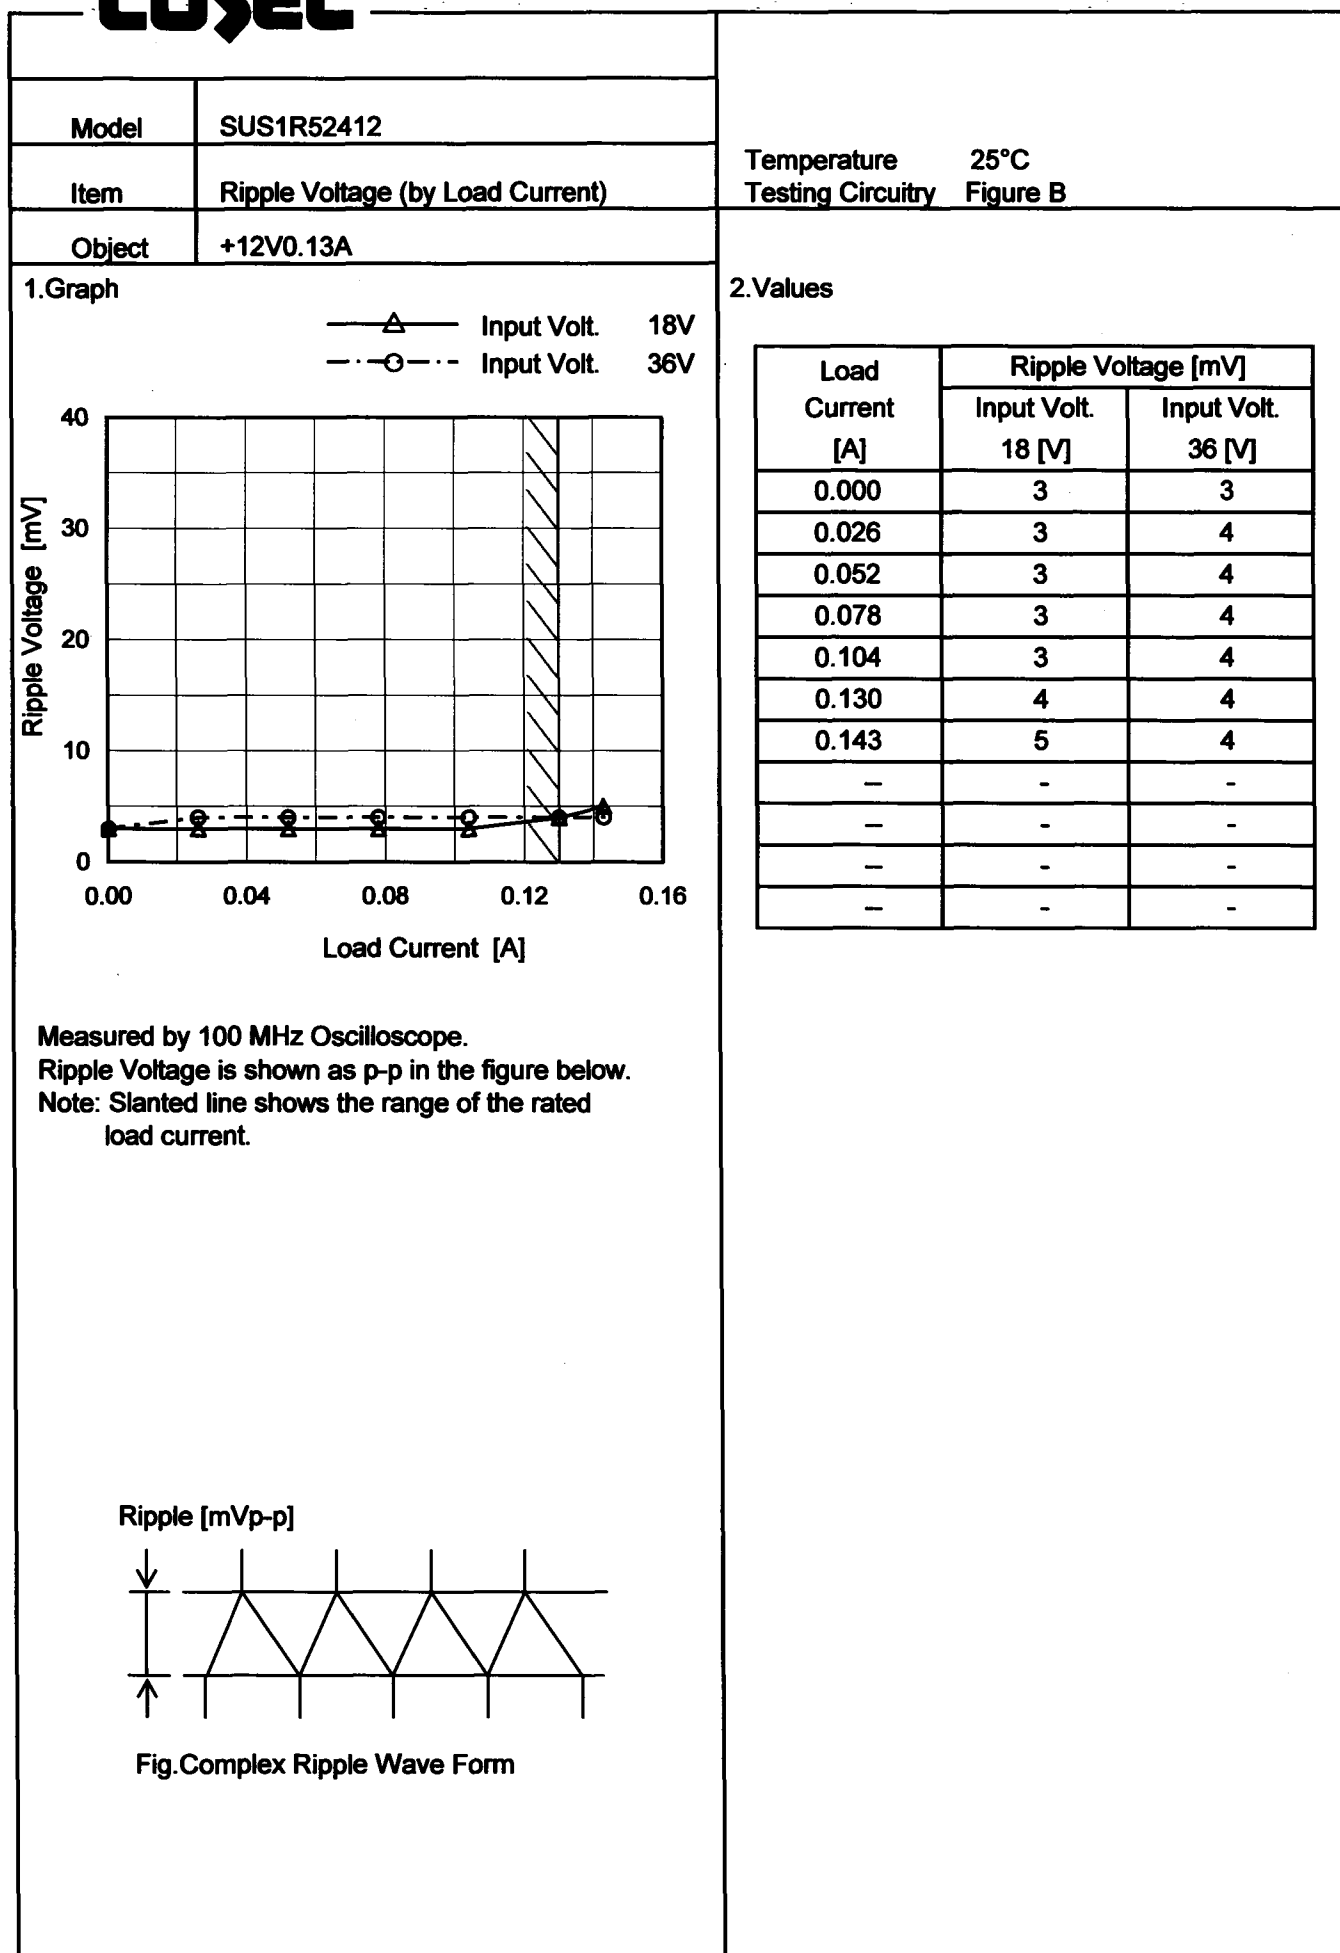 COSEL
Model SUS1R52412
Item Ripple Voltage (by Load Current)
Object +12V0.13A
Temperature 25°C
Testing Circuitry Figure B
1.Graph
Input Volt. 18V
Input Volt. 36V
40
30
20
10
0
Ripple Voltage [mV]
0.00 0.04 0.08 0.12 0.16
Load Current [A]
Measured by 100 MHz Oscilloscope.
Ripple Voltage is shown as p-p in the figure below.
Note: Slanted line shows the range of the rated
load current.
Ripple [mVp-p]
Fig.Complex Ripple Wave Form
2.Values
Load Ripple Voltage [mV]
Current Input Volt. Input Volt.
[A] 18 [V] 36 [V]
0.000 3 3
0.026 3 4
0.052 3 4
0.078 3 4
0.104 3 4
0.130 4 4
0.143 5 4
— - -
— - -
— - -
— - -